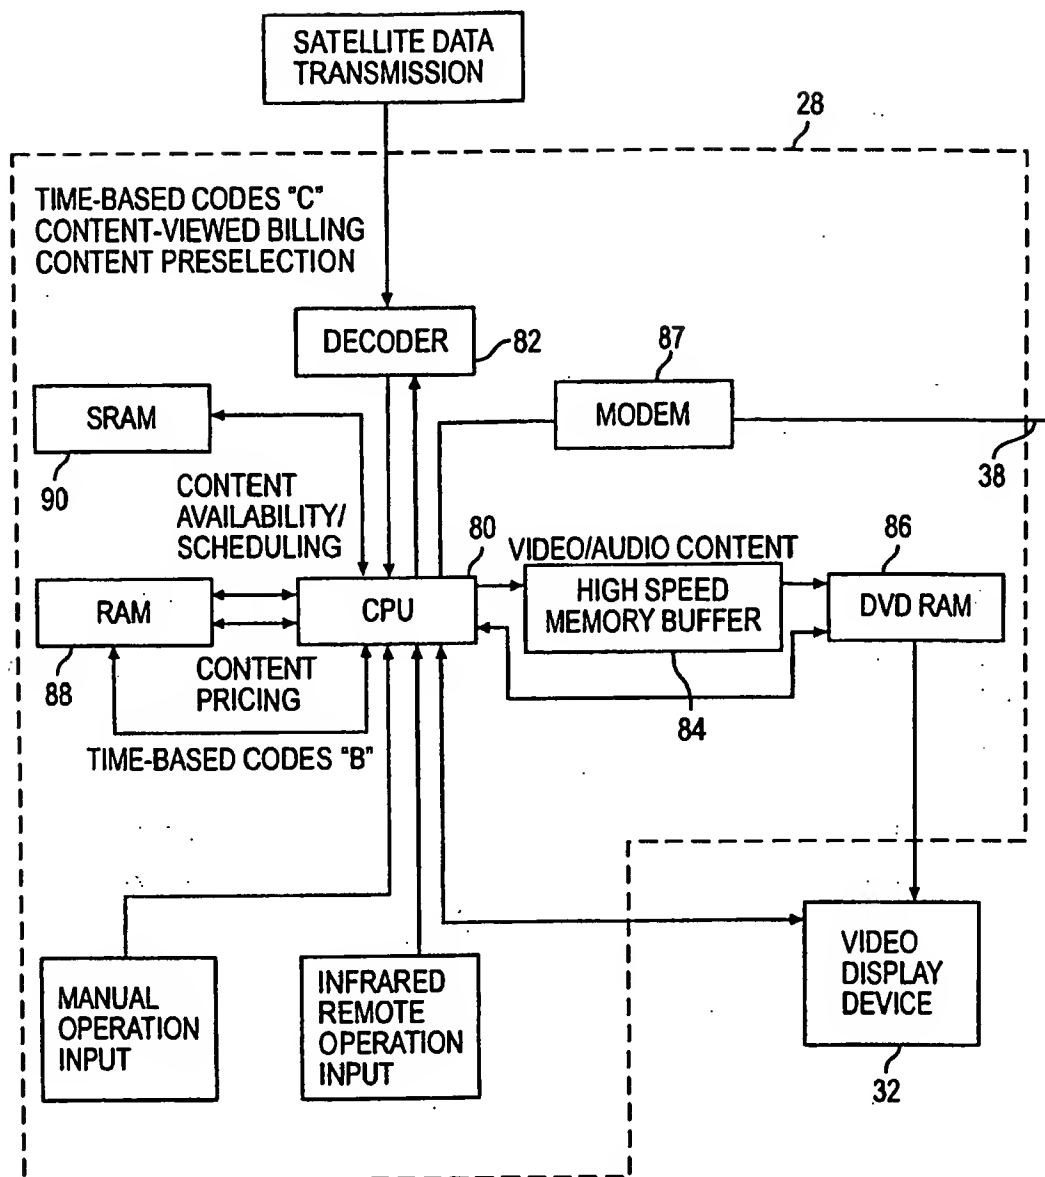 SATELLITE DATA
TRANSMISSION
28
TIME-BASED CODES "C"
CONTENT-VIEWED BILLING
CONTENT PRESELECTION
DECODER
82
87
MODEM
38
SRAM
90
CONTENT
AVAILABILITY/
SCHEDULING
80
VIDEO/AUDIO CONTENT
86
RAM
CPU
HIGH SPEED
MEMORY BUFFER
DVD RAM
88
CONTENT
PRICING
84
TIME-BASED CODES "B"
MANUAL
OPERATION
INPUT
INFRARED
REMOTE
OPERATION
INPUT
VIDEO
DISPLAY
DEVICE
32